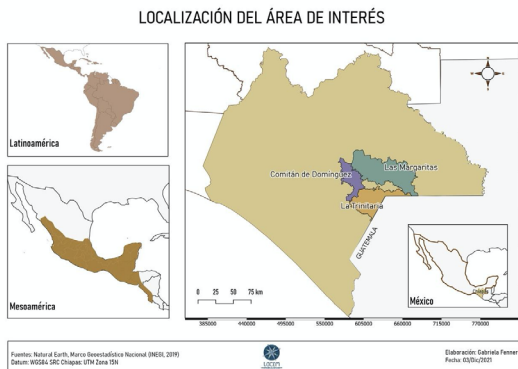 LOCALIZACIÓN DEL ÁREA DE INTERÉS
Latinoamérica
Mesoamérica
Las Margaritas
Comitán de Domínguez
La Trinitaria
GUATEMALA
0 25 50 75 km
México
385000 440000 495000 550000 605000 660000 715000 770000
Fuentes: Natural Earth, Marco Geoestadístico Nacional (INEGI, 2019)
Datum: WGS84 SRC Chiapas: UTM Zona 15N
Elaboración: Gabriela Fenner
Fecha: 03/Dic/2021